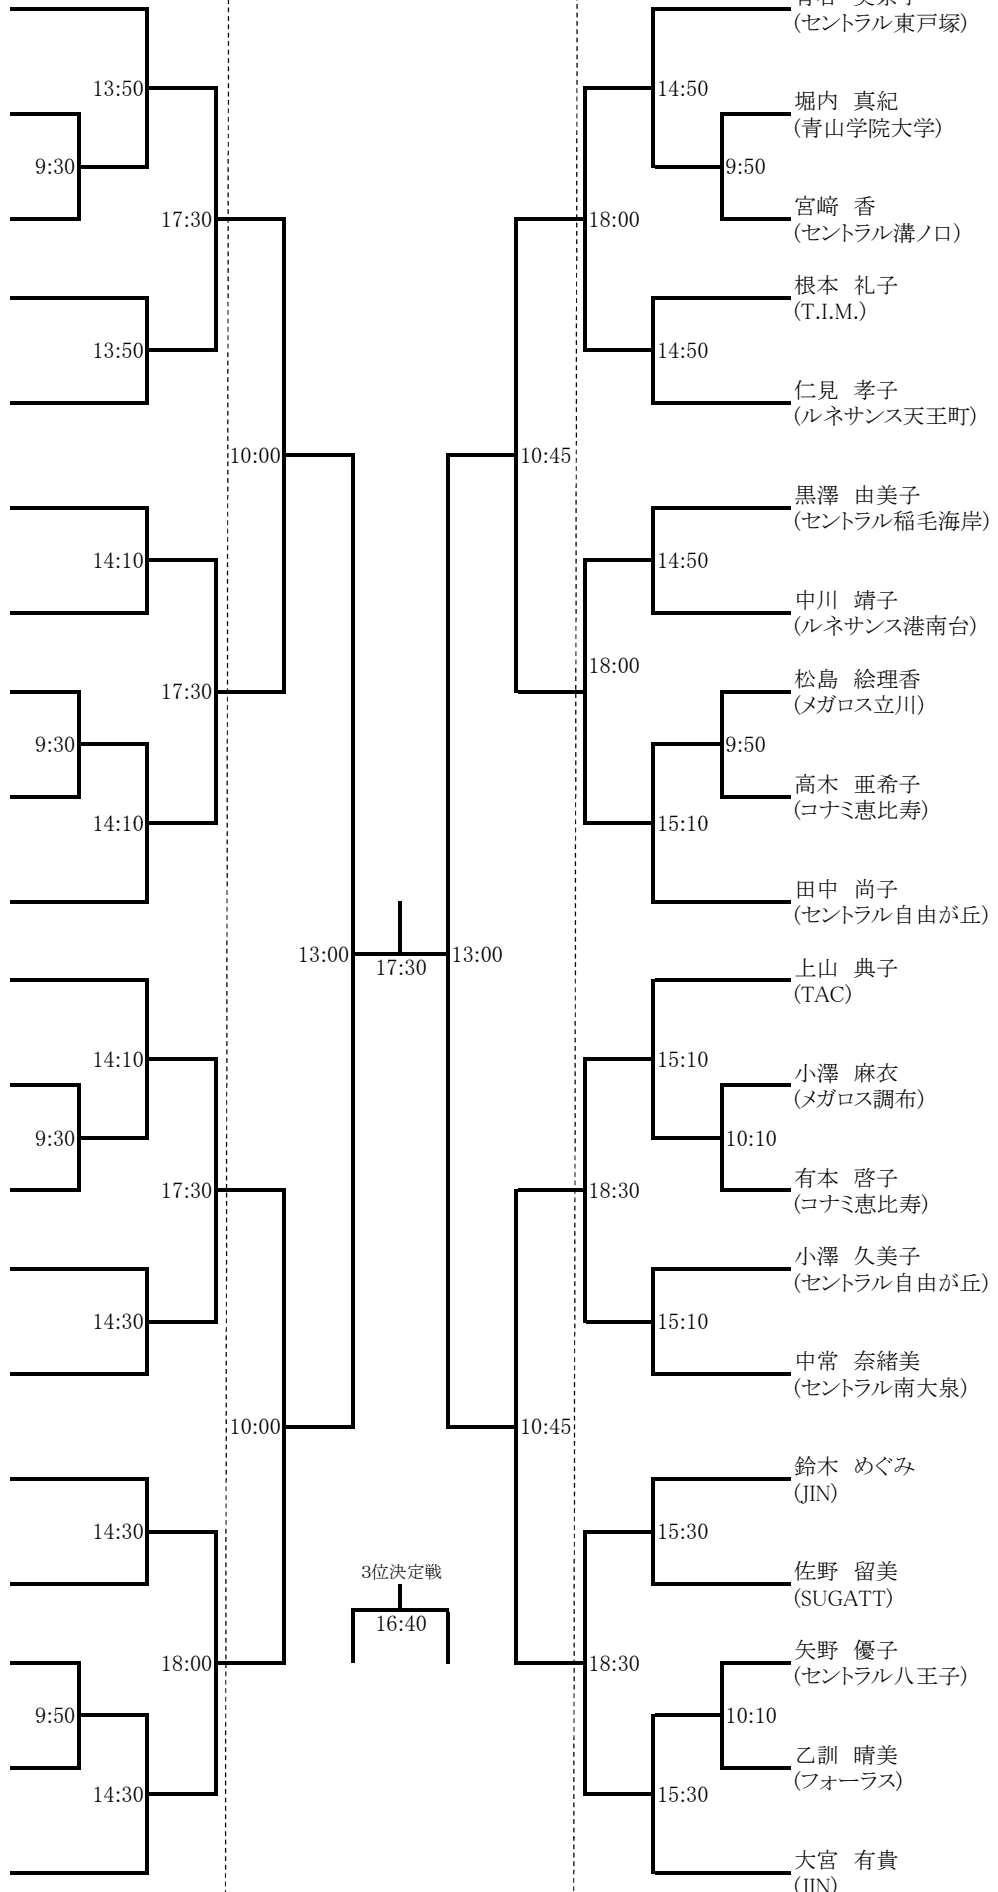 (セントラル東戸塚)
13:50
14:50
堀内 真紀
(青山学院大学)
9:30
9:50
宮﨑 香
(セントラル溝ノ口)
17:30
18:00
根本 礼子
(T.I.M.)
13:50
14:50
仁見 孝子
(ルネサンス天王町)
10:00
10:45
黒澤 由美子
(セントラル稲毛海岸)
14:10
14:50
中川 靖子
(ルネサンス港南台)
18:00
松島 絵理香
(メガロス立川)
17:30
9:30
9:50
高木 亜希子
(コナミ恵比寿)
14:10
15:10
田中 尚子
(セントラル自由が丘)
13:00
17:30
13:00
上山 典子
(TAC)
14:10
15:10
小澤 麻衣
(メガロス調布)
9:30
10:10
有本 啓子
(コナミ恵比寿)
17:30
18:30
小澤 久美子
(セントラル自由が丘)
14:30
15:10
中常 奈緒美
(セントラル南大泉)
10:00
10:45
鈴木 めぐみ
(JIN)
14:30
15:30
佐野 留美
(SUGATT)
3位決定戦
16:40
矢野 優子
(セントラル八王子)
18:00
18:30
9:50
10:10
乙訓 晴美
(フォーラス)
14:30
15:30
大宮 有貴
(JIN)